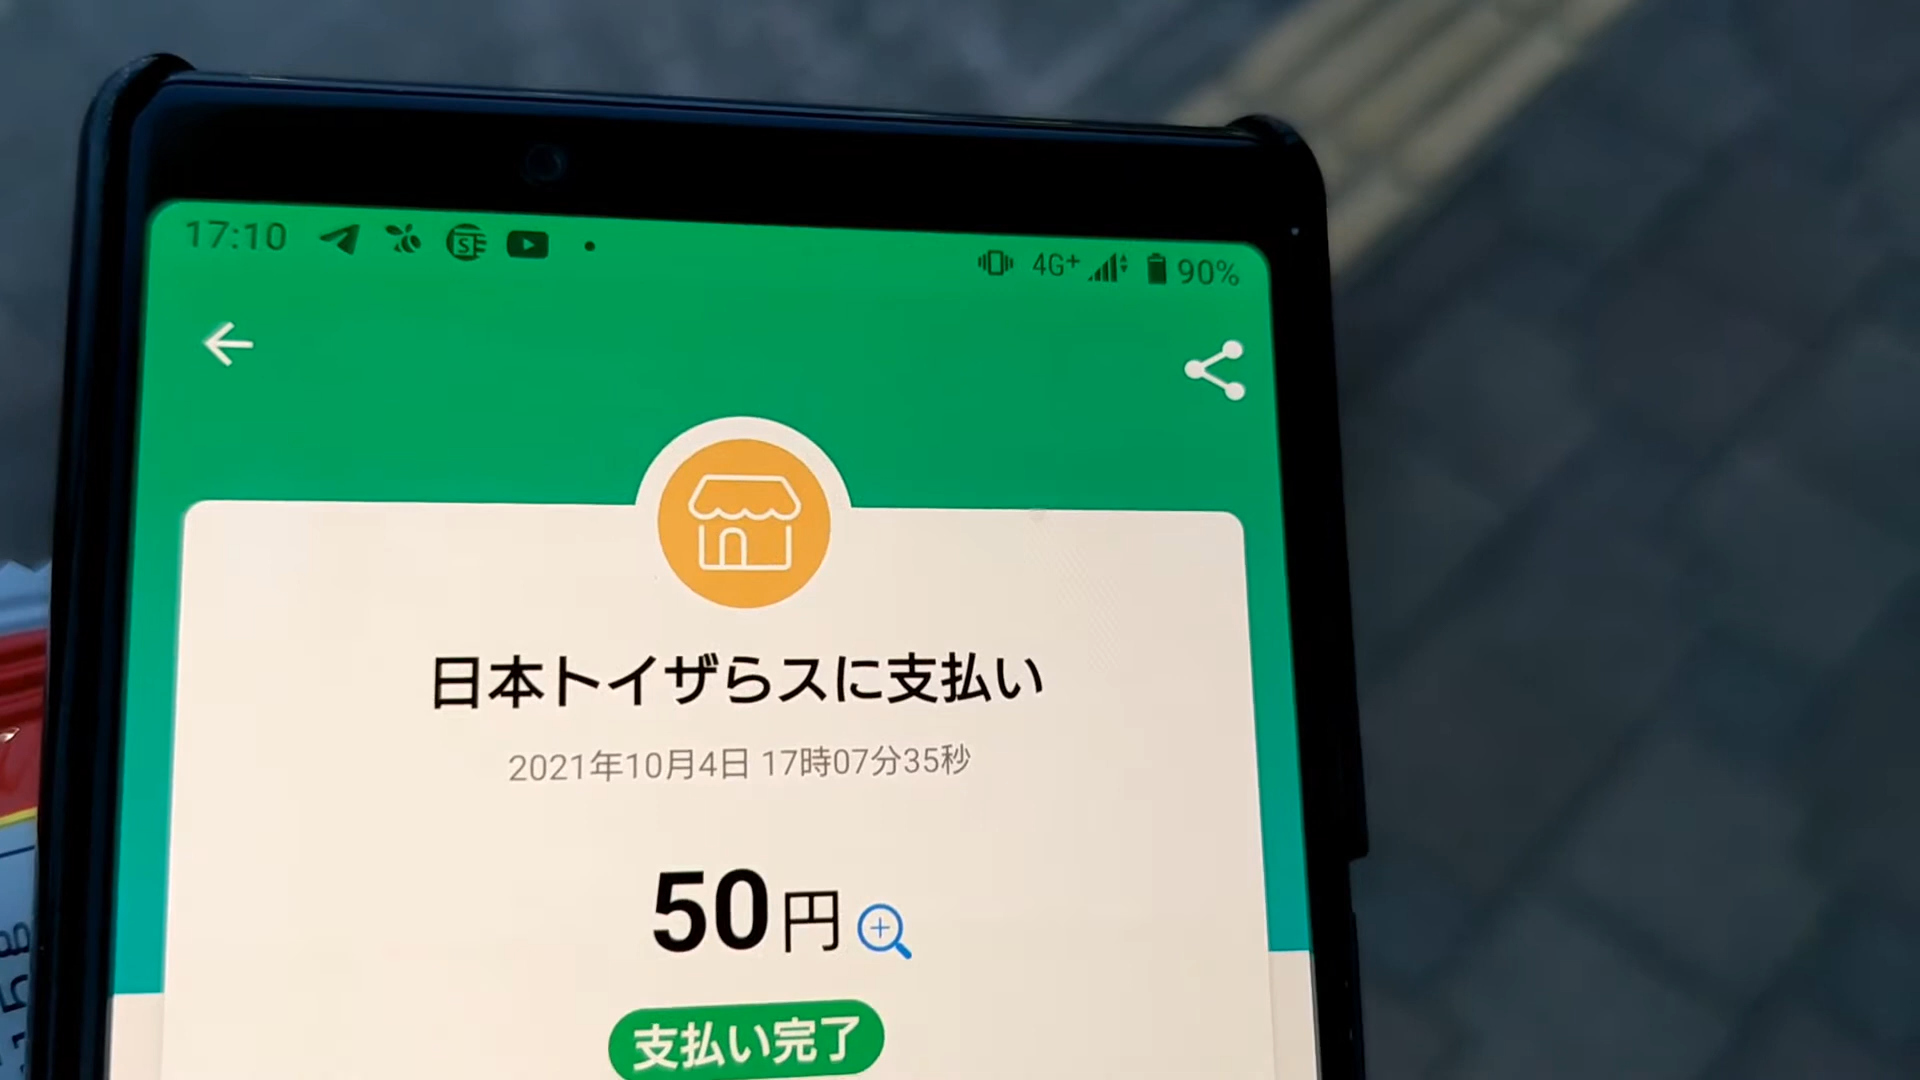 17:10
4G+ 90%
日本トイザらスに支払い
2021年10月4日 17時07分35秒
50円
支払い完了